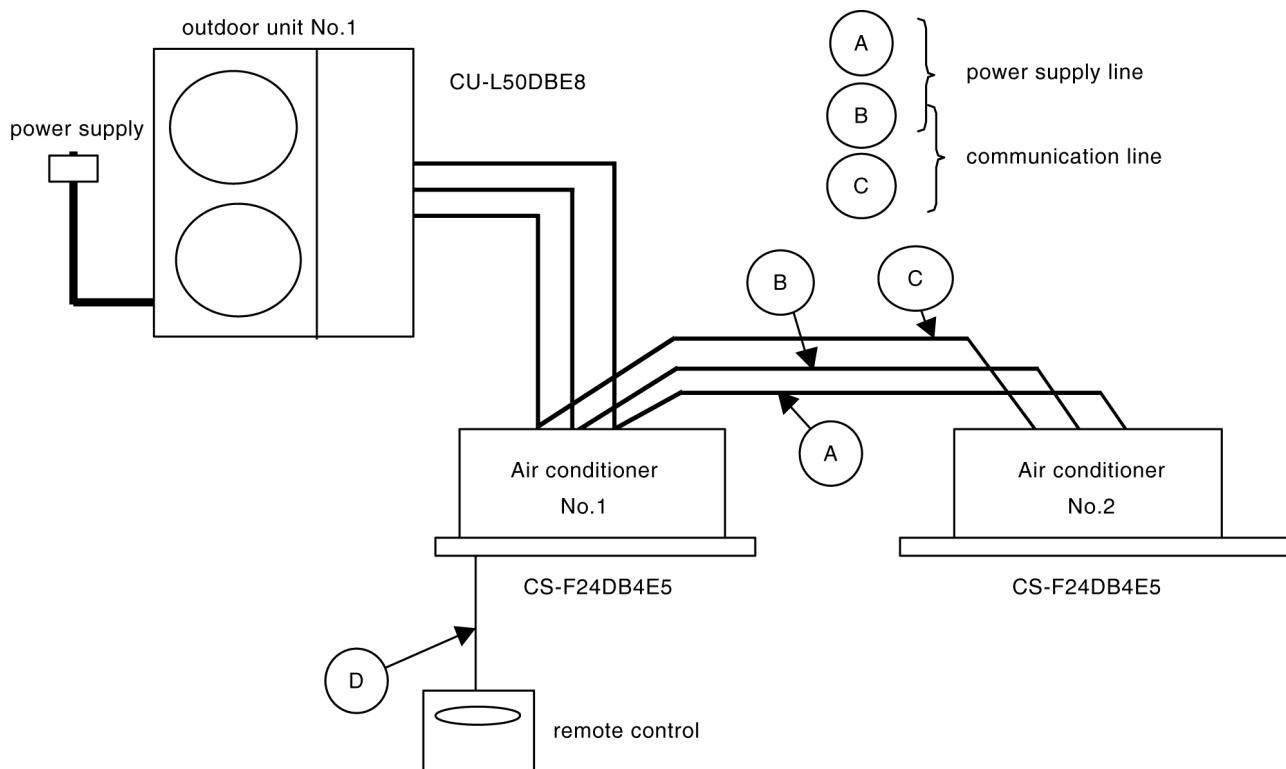 outdoor unit No.1
CU-L50DBE8
power supply
A
power supply line
B
communication line
C
B
C
A
Air conditioner
No.1
Air conditioner
No.2
CS-F24DB4E5
CS-F24DB4E5
D
remote control